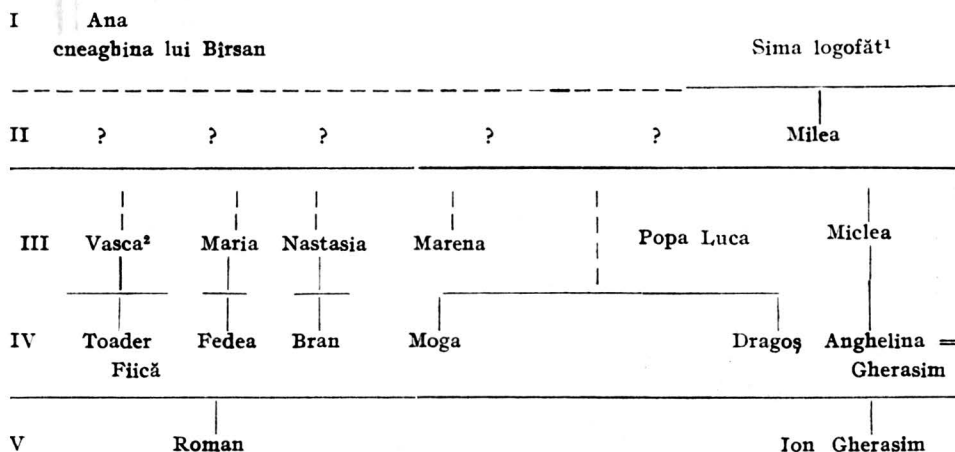 I Ana
cneaghina lui Bîrsan
Sima logofăt¹
II ? ? ? ? ? Milea
III Vasca² Maria Nastasia Marena Popa Luca Miclea
IV Toader Fedea Bran Moga Dragoș Anghelina =
Fiică Gherasim
V Roman Ion Gherasim